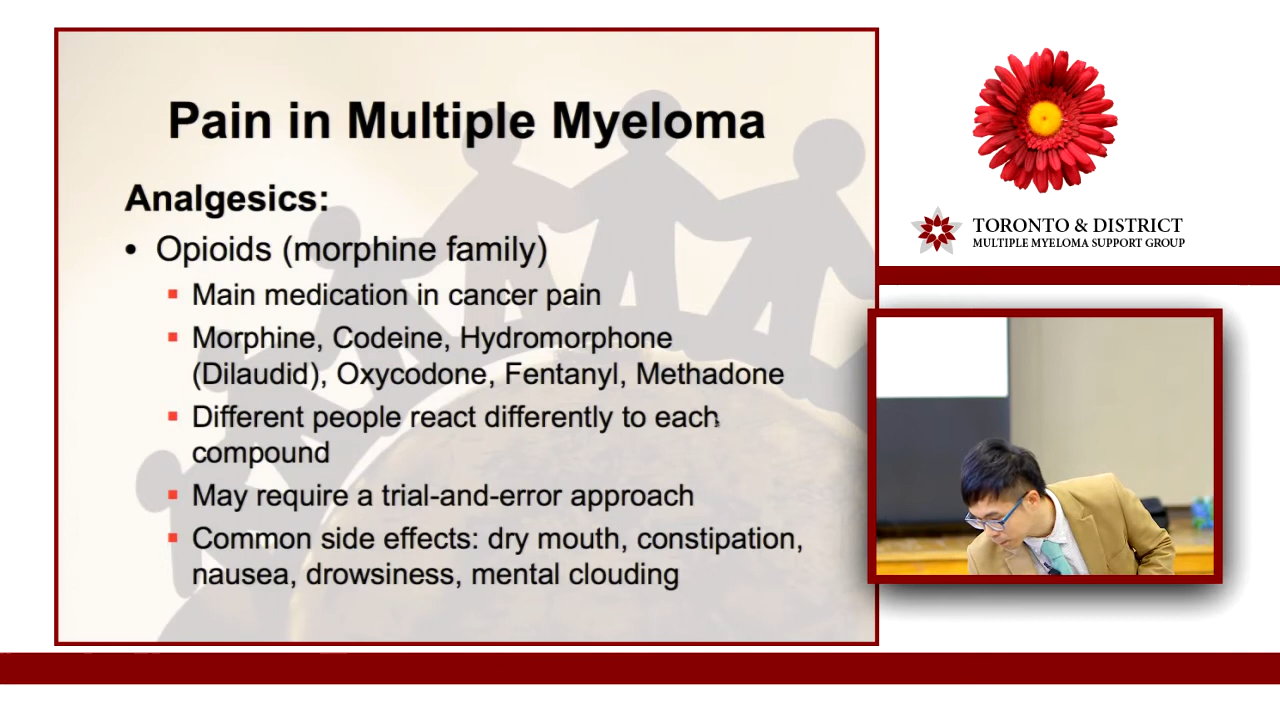 Pain in Multiple Myeloma
Analgesics:
• Opioids (morphine family)
▪ Main medication in cancer pain
▪ Morphine, Codeine, Hydromorphone
(Dilaudid), Oxycodone, Fentanyl, Methadone
▪ Different people react differently to each
compound
▪ May require a trial-and-error approach
▪ Common side effects: dry mouth, constipation,
nausea, drowsiness, mental clouding
TORONTO & DISTRICT
MULTIPLE MYELOMA SUPPORT GROUP